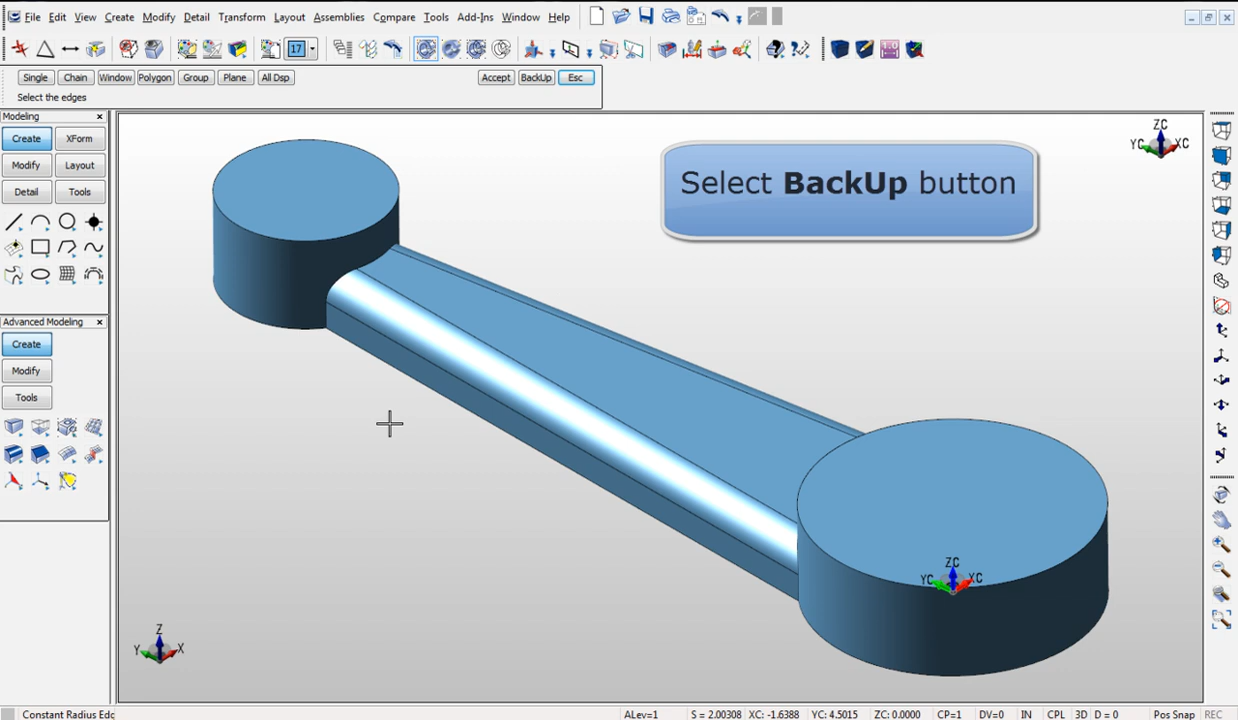 File Edit View Create Modify Detail Transform Layout Assemblies Compare Tools Add-Ins Window Help
17
1.0
Single Chain Window Polygon Group Plane All Dsp Accept BackUp Esc
Select the edges
Modeling
Create XForm
Modify Layout
Detail Tools
Advanced Modeling
Create
Modify
Tools
Select BackUp button
ZC
YC XC
ZC
YC XC
Z
Y X
Constant Radius Edg ALev=1 S = 2.00308 XC: -1.6388 YC: 4.5015 ZC: 0.0000 CP=1 DV=0 IN CPL 3D D = 0 Pos Snap REC